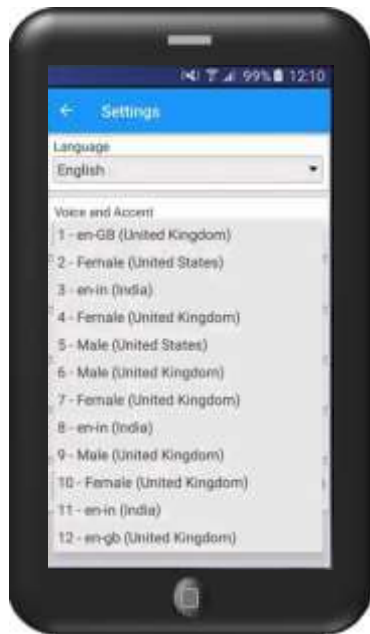 99% 12:10
Settings
Language
English
Voice and Accent
1 - en-GB (United Kingdom)
2 - Female (United States)
3 - en-in (India)
4 - Female (United Kingdom)
5 - Male (United States)
6 - Male (United Kingdom)
7 - Female (United Kingdom)
8 - en-in (India)
9 - Male (United Kingdom)
10 - Female (United Kingdom)
11 - en-in (India)
12 - en-gb (United Kingdom)